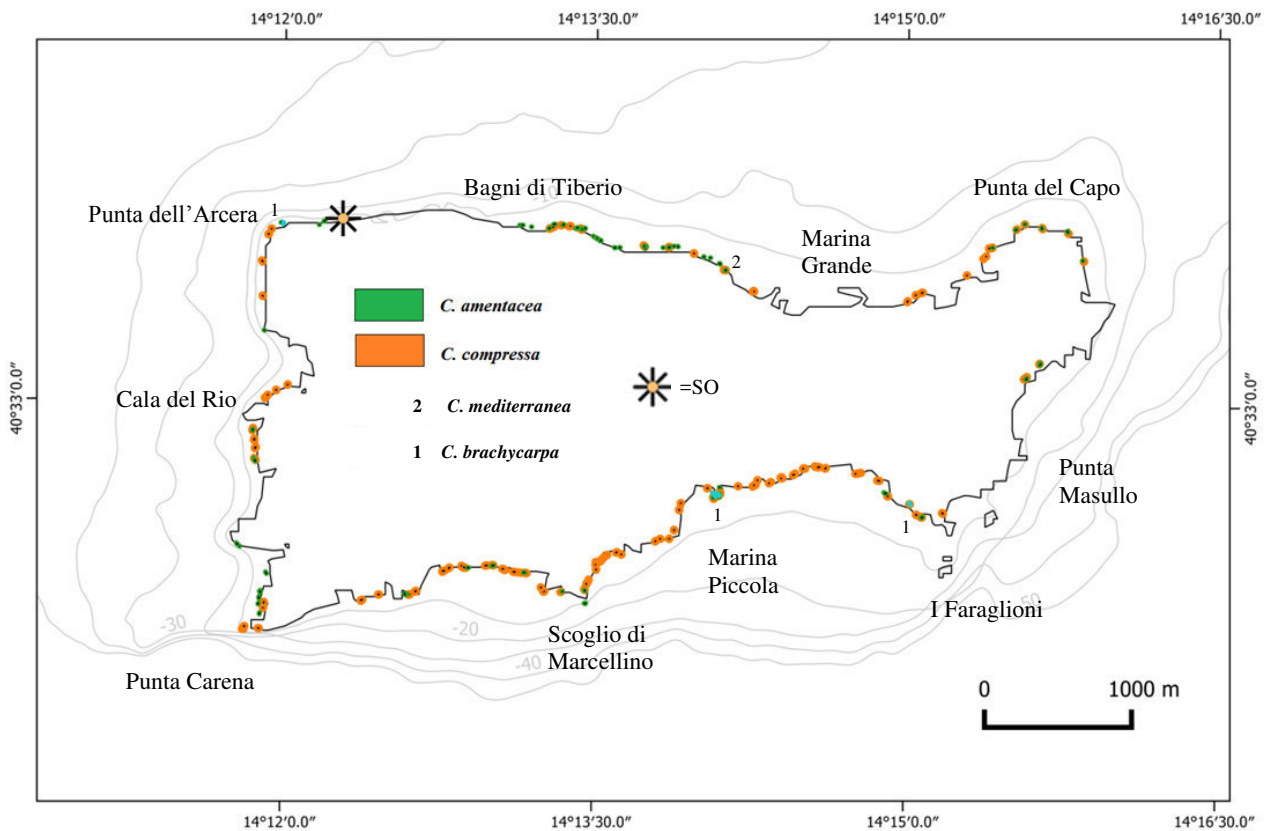 14°12′0.0″
14°13′30.0″
14°15′0.0″
14°16′30.0″
Bagni di Tiberio
Punta del Capo
-10
Punta dell’Arcera
1
Marina
Grande
2
C. amentacea
C. compressa
=SO
40°33′0.0″
40°33′0.0″
Cala del Rio
2 C. mediterranea
1 C. brachycarpa
Punta
Masullo
1
1
Marina
Piccola
I Faraglioni
-50
-30
-20
Scoglio di
Marcellino
-40
Punta Carena
0 1000 m
14°12′0.0″
14°13′30.0″
14°15′0.0″
14°16′30.0″